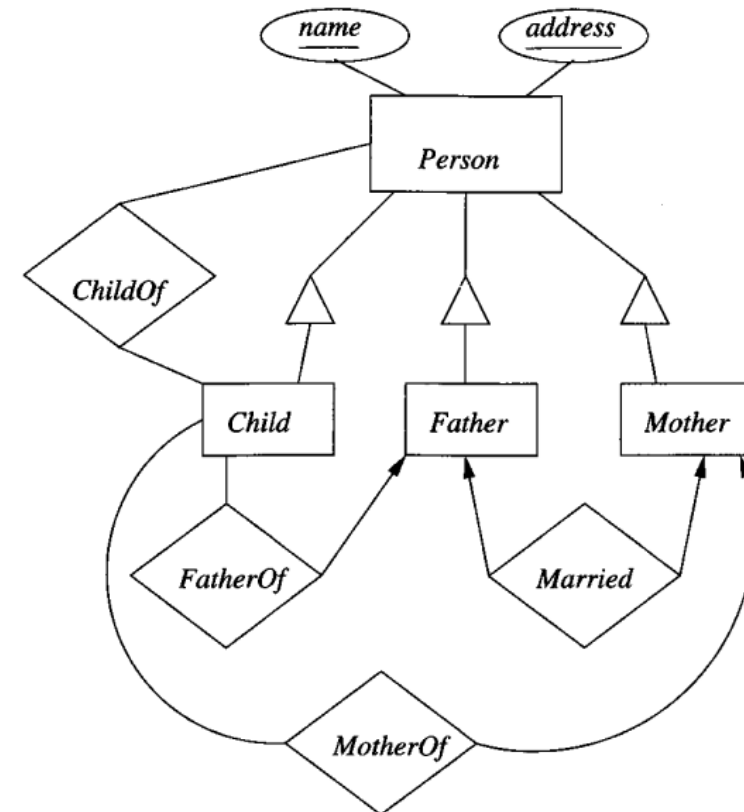 name
address
Person
ChildOf
Child
Father
Mother
FatherOf
Married
MotherOf